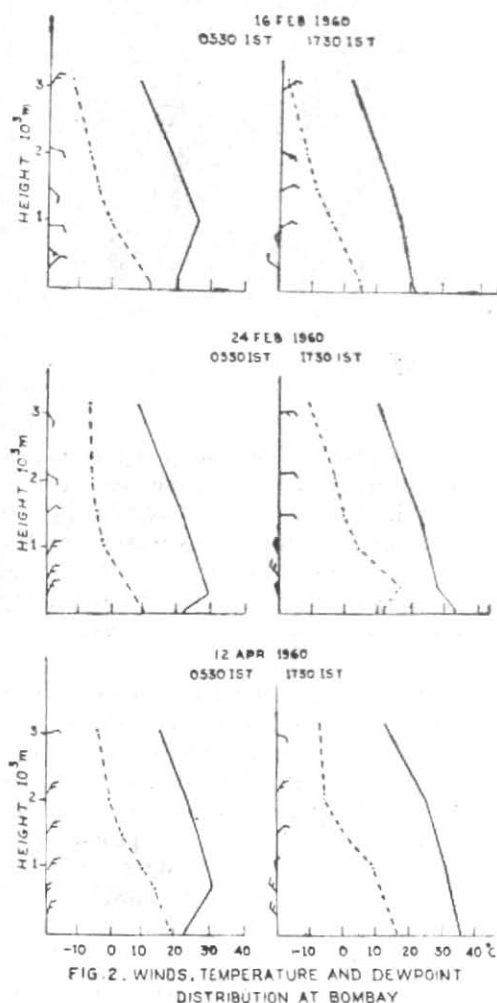 16 FEB 1960
0530 IST 1730 IST
HEIGHT 10³m
3
2
1
24 FEB 1960
0530 IST 1730 IST
HEIGHT 10³m
3
2
1
12 APR 1960
0530 IST 1730 IST
HEIGHT 10³m
3
2
1
-10 0 10 20 30 40 -10 0 10 20 30 40 °C
FIG. 2. WINDS, TEMPERATURE AND DEWPOINT
DISTRIBUTION AT BOMBAY